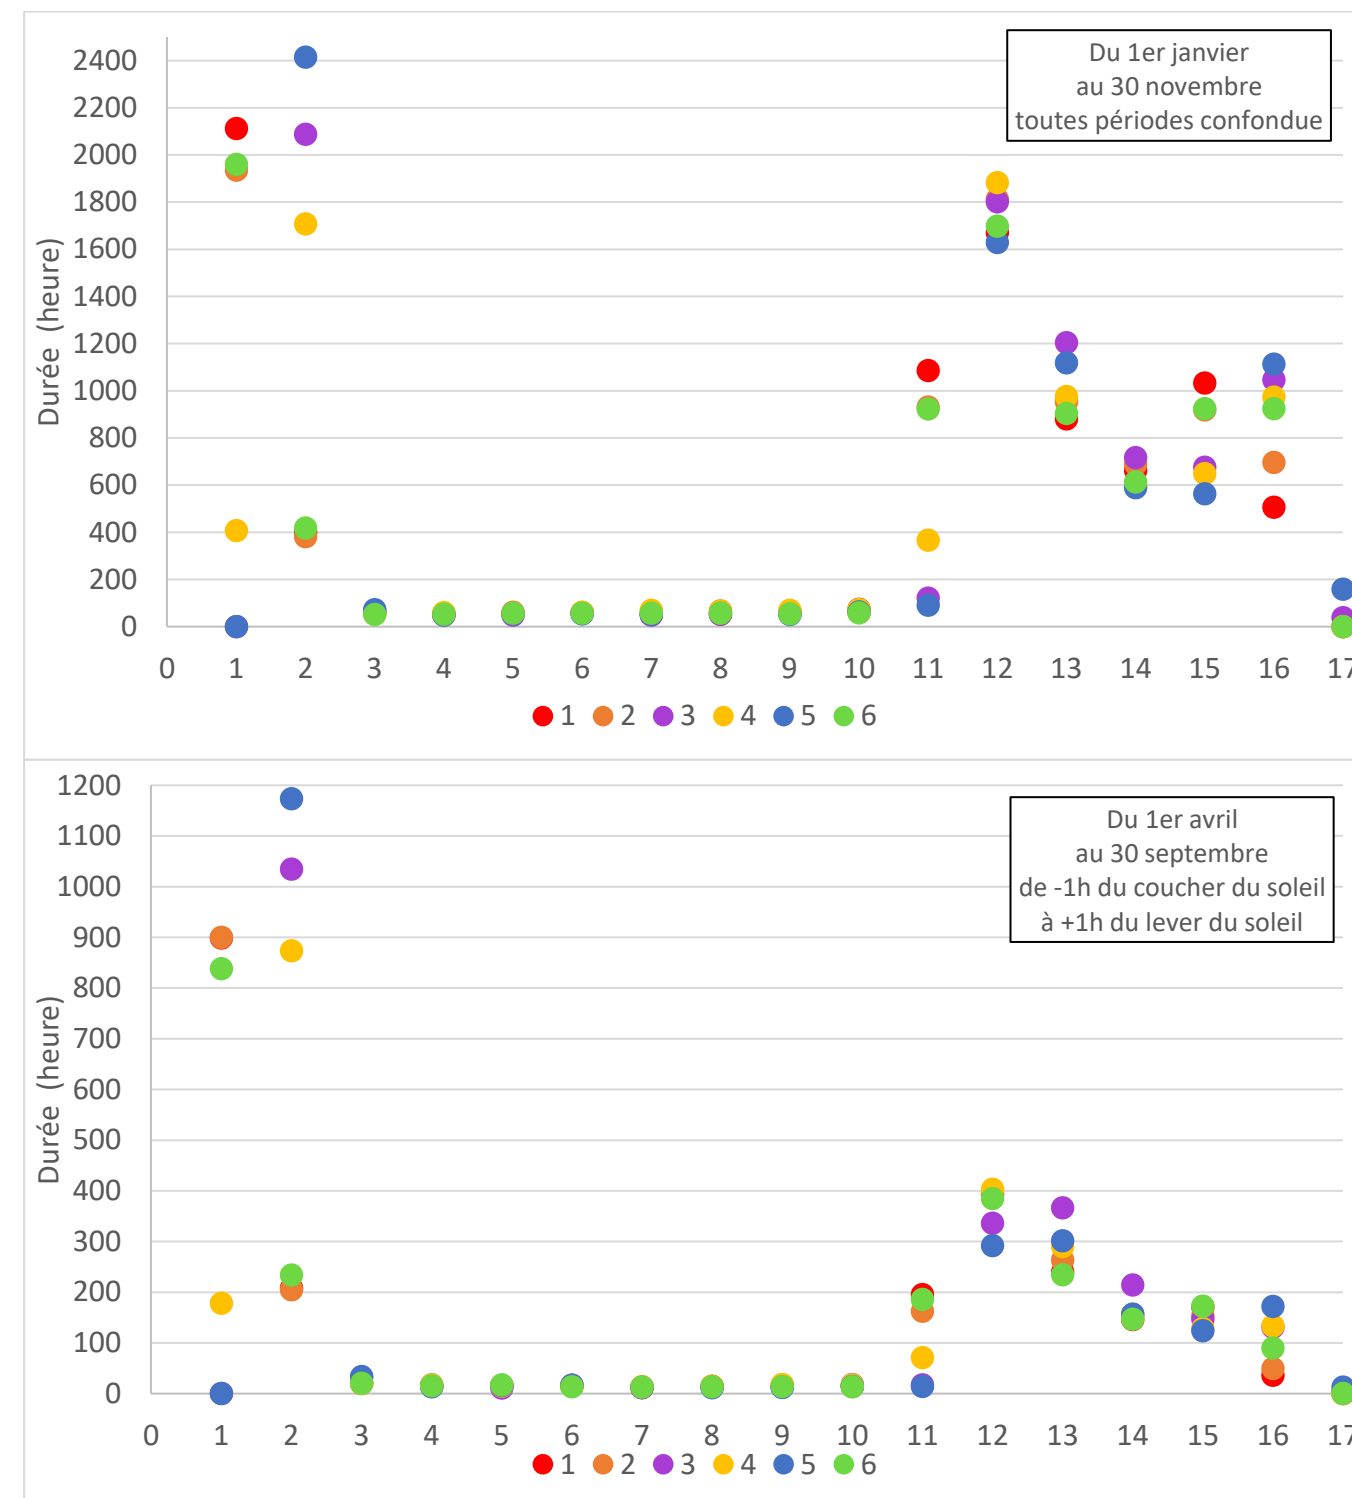 Du 1er janvier
au 30 novembre
toutes périodes confondue
Durée (heure)
2400
2200
2000
1800
1600
1400
1200
1000
800
600
400
200
0
0 1 2 3 4 5 6 7 8 9 10 11 12 13 14 15 16 17
1 2 3 4 5 6
Du 1er avril
au 30 septembre
de -1h du coucher du soleil
à +1h du lever du soleil
Durée (heure)
1200
1100
1000
900
800
700
600
500
400
300
200
100
0
0 1 2 3 4 5 6 7 8 9 10 11 12 13 14 15 16 17
1 2 3 4 5 6